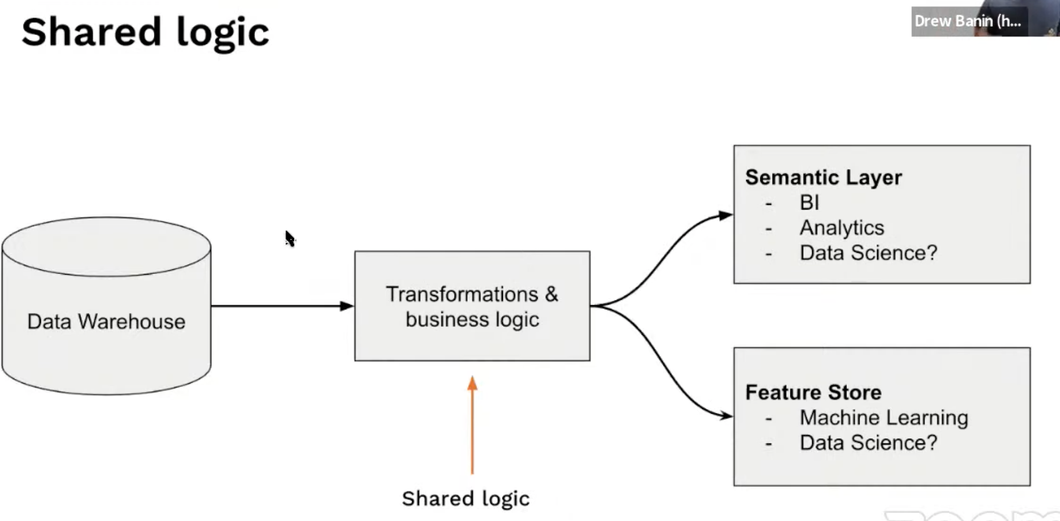 Shared logic
Drew Banin (h...
Data Warehouse
Transformations &
business logic
Semantic Layer
- BI
- Analytics
- Data Science?
Feature Store
- Machine Learning
- Data Science?
Shared logic
zoom